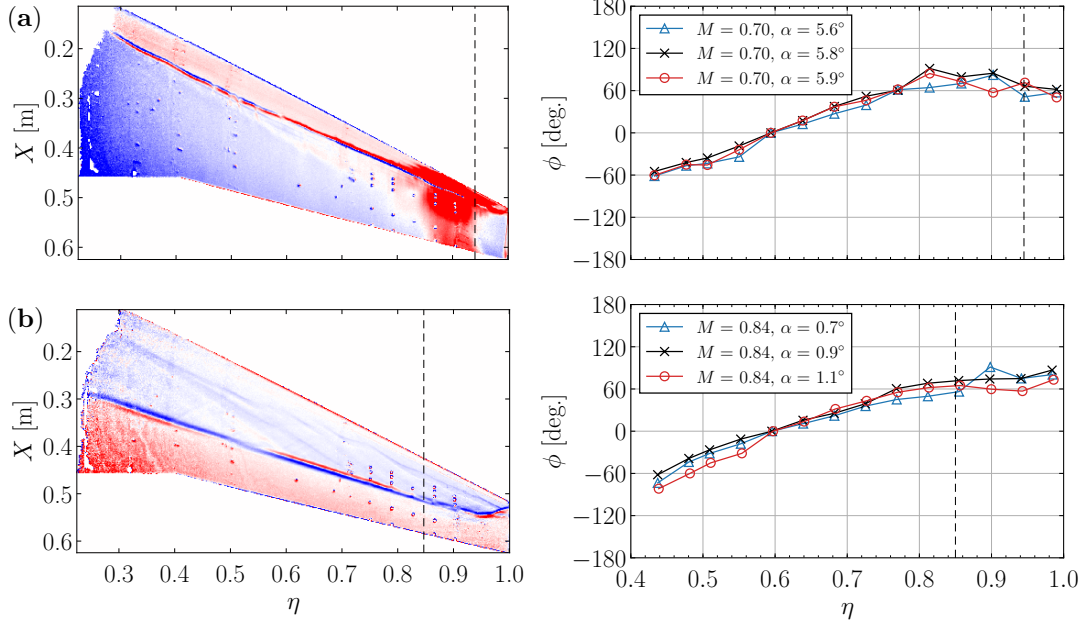 (a)
X [m]
0.2
0.3
0.4
0.5
0.6
180
120
60
0
−60
−120
−180
ϕ [deg.]
M = 0.70, α = 5.6°
M = 0.70, α = 5.8°
M = 0.70, α = 5.9°
(b)
X [m]
0.2
0.3
0.4
0.5
0.6
0.3 0.4 0.5 0.6 0.7 0.8 0.9 1.0
η
180
120
60
0
−60
−120
−180
ϕ [deg.]
M = 0.84, α = 0.7°
M = 0.84, α = 0.9°
M = 0.84, α = 1.1°
0.4 0.5 0.6 0.7 0.8 0.9 1.0
η